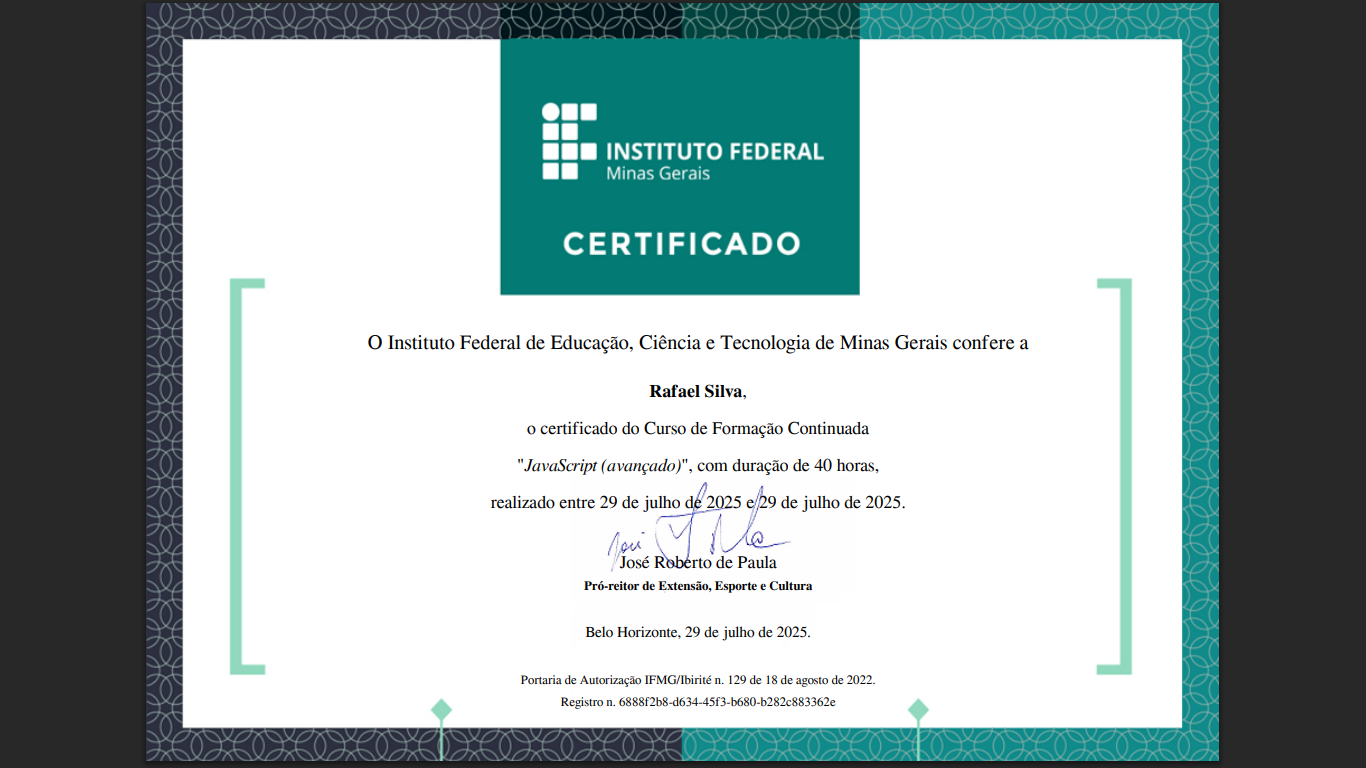 INSTITUTO FEDERAL
Minas Gerais
CERTIFICADO
O Instituto Federal de Educação, Ciência e Tecnologia de Minas Gerais confere a
Rafael Silva,
o certificado do Curso de Formação Continuada
"JavaScript (avançado)", com duração de 40 horas,
realizado entre 29 de julho de 2025 e 29 de julho de 2025.
José Roberto de Paula
Pró-reitor de Extensão, Esporte e Cultura
Belo Horizonte, 29 de julho de 2025.
Portaria de Autorização IFMG/Ibirité n. 129 de 18 de agosto de 2022.
Registro n. 6888f2b8-d634-45f3-b680-b282c883362e